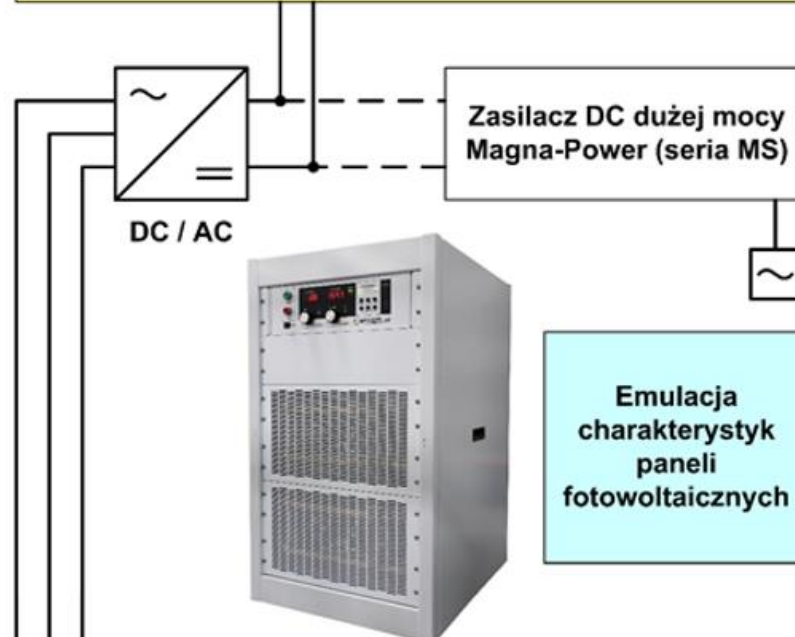 Zasilacz DC dużej mocy
Magna-Power (seria MS)
DC / AC
Emulacja
charakterystyk
paneli
fotowoltaicznych